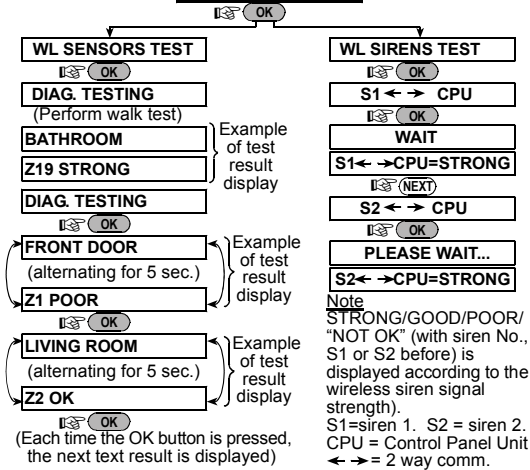 OK
WL SENSORS TEST
OK
DIAG. TESTING
(Perform walk test)
BATHROOM
Z19 STRONG
Example
of test
result
display
DIAG. TESTING
OK
FRONT DOOR
(alternating for 5 sec.)
Z1 POOR
Example
of test
result
display
OK
LIVING ROOM
(alternating for 5 sec.)
Z2 OK
Example
of test
result
display
OK
(Each time the OK button is pressed,
the next text result is displayed)
WL SIRENS TEST
OK
S1 ← → CPU
OK
WAIT
S1← →CPU=STRONG
NEXT
S2 ← → CPU
OK
PLEASE WAIT...
S2← →CPU=STRONG
Note
STRONG/GOOD/POOR/
“NOT OK” (with siren No.,
S1 or S2 before) is
displayed according to the
wireless siren signal
strength).
S1=siren 1. S2 = siren 2.
CPU = Control Panel Unit
← →= 2 way comm.